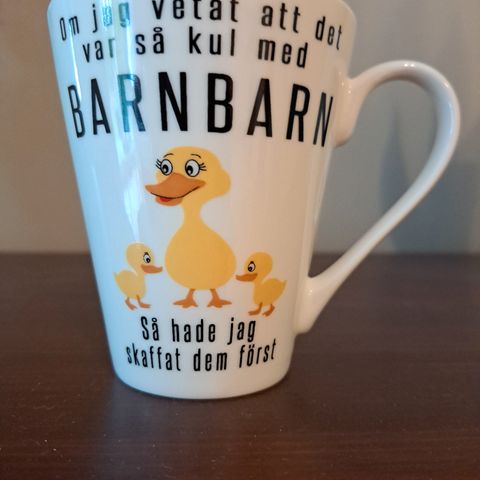 Om jag vetat att det
var så kul med
BARNBARN
Så hade jag
skaffat dem först